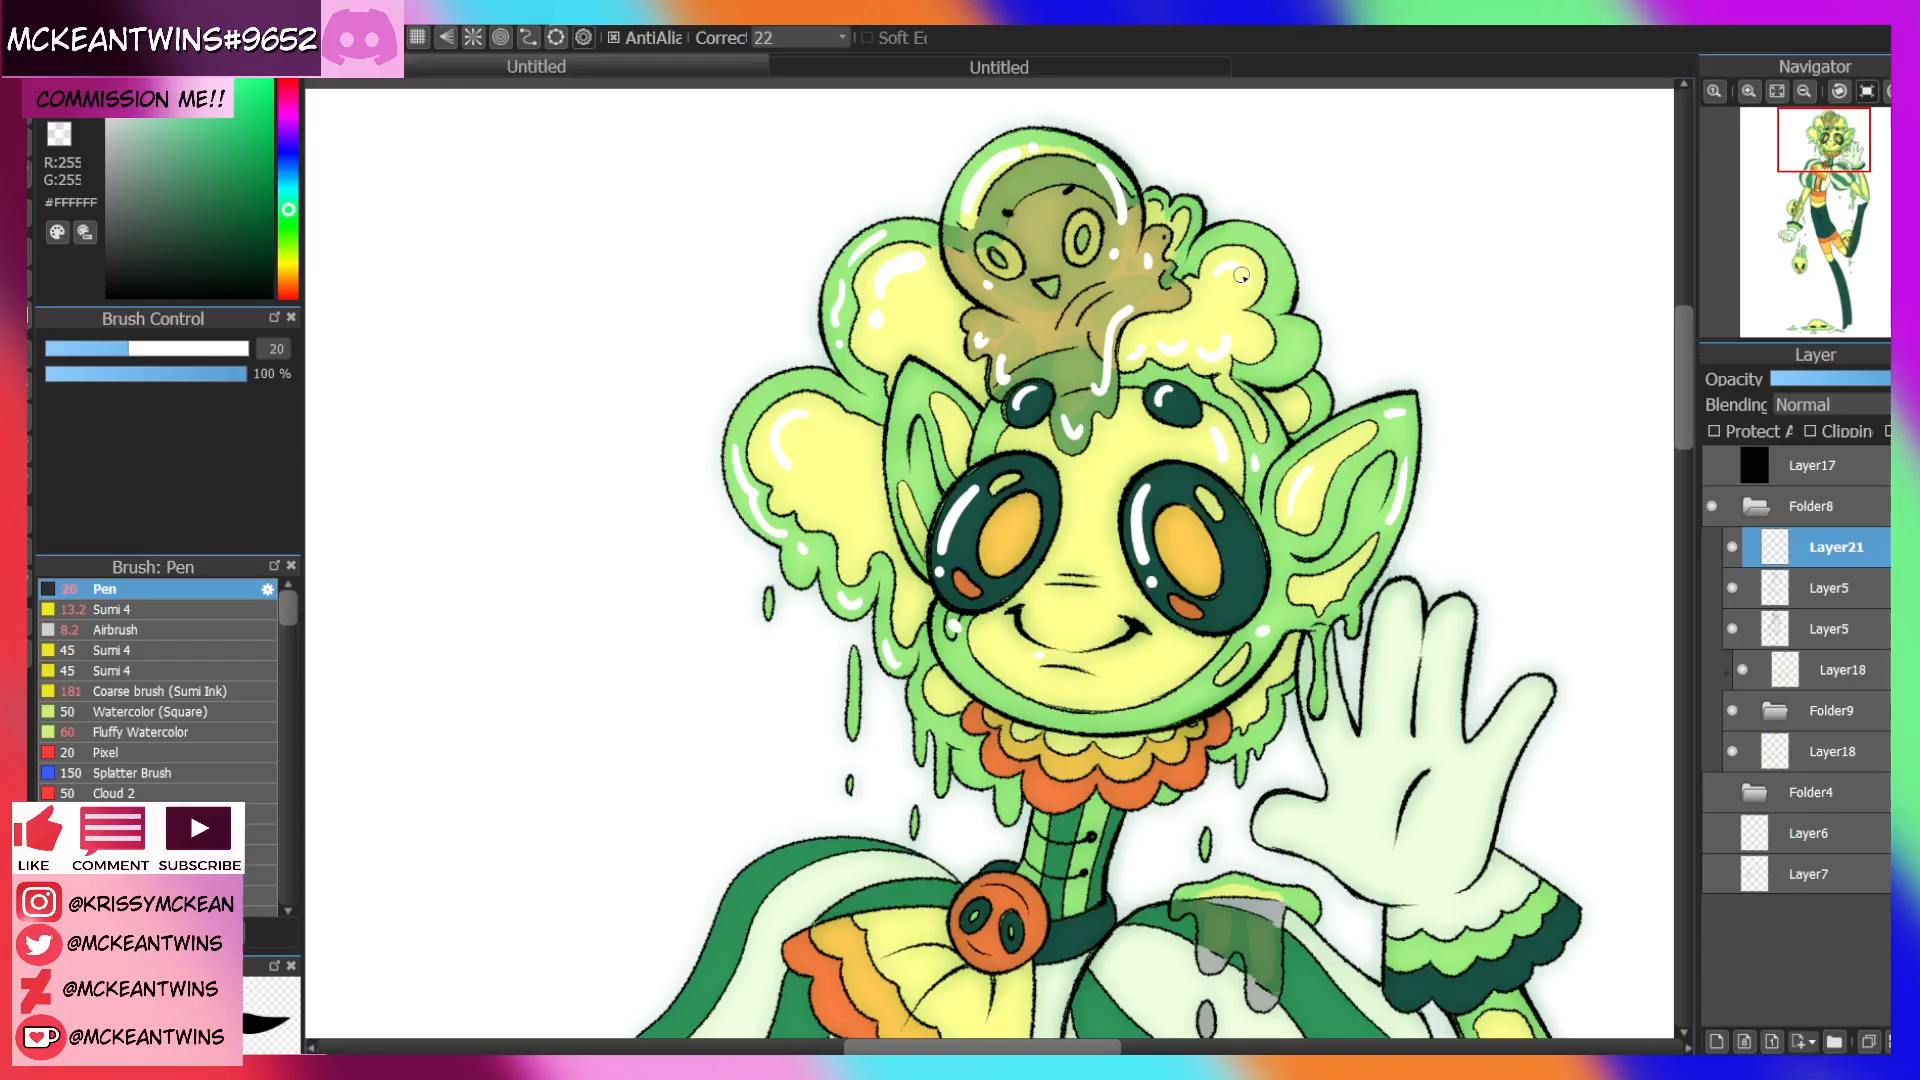 MCKEANTWINS#9652
COMMISSION ME!!
AntiAlia
Correct 22
Soft Ed
Untitled
Untitled
R:255
G:255
#FFFFFF
Brush Control
20
100 %
Brush: Pen
20 Pen
13.2 Sumi 4
8.2 Airbrush
45 Sumi 4
45 Sumi 4
181 Coarse brush (Sumi Ink)
50 Watercolor (Square)
60 Fluffy Watercolor
20 Pixel
150 Splatter Brush
50 Cloud 2
LIKE COMMENT SUBSCRIBE
@KRISSYMCKEAN
@MCKEANTWINS
@MCKEANTWINS
@MCKEANTWINS
Navigator
Layer
Opacity
Blending Normal
Protect A Clippin
Layer17
Folder8
Layer21
Layer5
Layer5
Layer18
Folder9
Layer18
Folder4
Layer6
Layer7